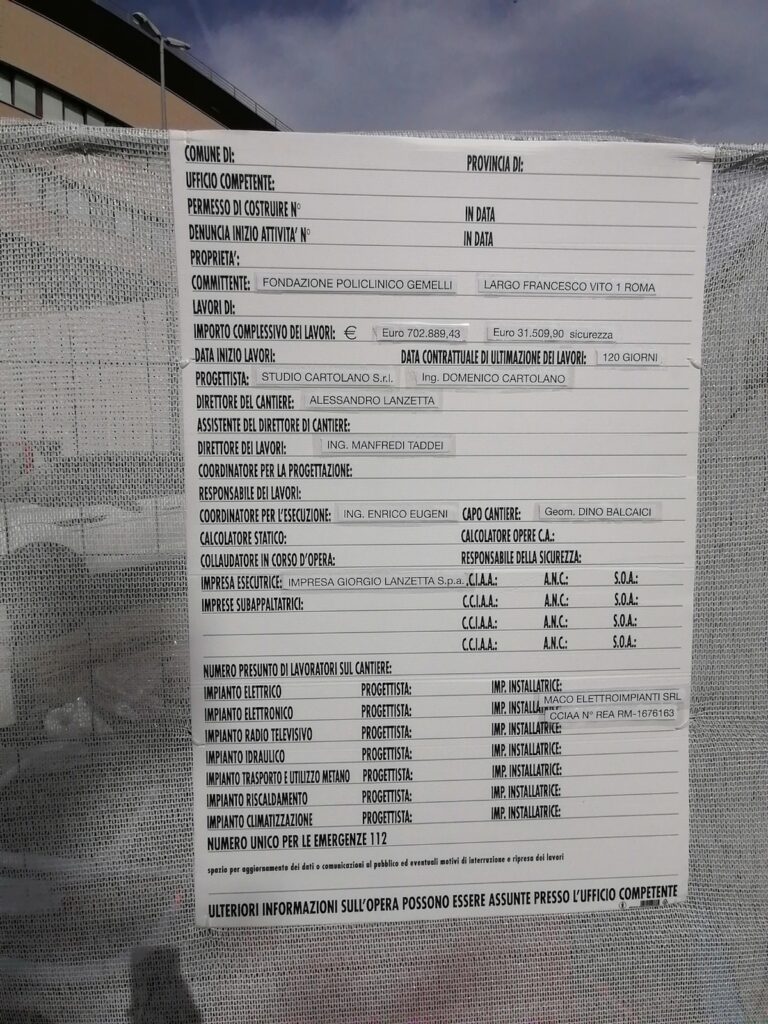 COMUNE DI: PROVINCIA DI:
UFFICIO COMPETENTE:
PERMESSO DI COSTRUIRE N° IN DATA
DENUNCIA INIZIO ATTIVITA' N° IN DATA
PROPRIETA':
COMMITTENTE: FONDAZIONE POLICLINICO GEMELLI LARGO FRANCESCO VITO 1 ROMA
LAVORI DI:
IMPORTO COMPLESSIVO DEI LAVORI: € Euro 702.889,43 Euro 31.509,90 sicurezza
DATA INIZIO LAVORI: DATA CONTRATTUALE DI ULTIMAZIONE DEI LAVORI: 120 GIORNI
PROGETTISTA: STUDIO CARTOLANO S.r.l. Ing. DOMENICO CARTOLANO
DIRETTORE DEL CANTIERE: ALESSANDRO LANZETTA
ASSISTENTE DEL DIRETTORE DI CANTIERE:
DIRETTORE DEI LAVORI: ING. MANFREDI TADDEI
COORDINATORE PER LA PROGETTAZIONE:
RESPONSABILE DEI LAVORI:
COORDINATORE PER L'ESECUZIONE: ING. ENRICO EUGENI CAPO CANTIERE: Geom. DINO BALCAICI
CALCOLATORE STATICO: CALCOLATORE OPERE C.A.:
COLLAUDATORE IN CORSO D'OPERA: RESPONSABILE DELLA SICUREZZA:
IMPRESA ESECUTRICE: IMPRESA GIORGIO LANZETTA S.p.a. .C.I.A.A.: A.N.C.: S.O.A.:
IMPRESE SUBAPPALTATRICI: C.C.I.A.A.: A.N.C.: S.O.A.:
C.C.I.A.A.: A.N.C.: S.O.A.:
C.C.I.A.A.: A.N.C.: S.O.A.:
NUMERO PRESUNTO DI LAVORATORI SUL CANTIERE:
IMPIANTO ELETTRICO PROGETTISTA: IMP. INSTALLATRICE:
MACO ELETTROIMPIANTI SRL
IMPIANTO ELETTRONICO PROGETTISTA: IMP. INSTALLATRICE:
CCIAA N° REA RM-1676163
IMPIANTO RADIO TELEVISIVO PROGETTISTA: IMP. INSTALLATRICE:
IMPIANTO IDRAULICO PROGETTISTA: IMP. INSTALLATRICE:
IMPIANTO TRASPORTO E UTILIZZO METANO PROGETTISTA: IMP. INSTALLATRICE:
IMPIANTO RISCALDAMENTO PROGETTISTA: IMP. INSTALLATRICE:
IMPIANTO CLIMATIZZAZIONE PROGETTISTA: IMP. INSTALLATRICE:
NUMERO UNICO PER LE EMERGENZE 112
spazio per aggiornamento dei dati o comunicazioni al pubblico ed eventuali motivi di interruzione e ripresa dei lavori
ULTERIORI INFORMAZIONI SULL'OPERA POSSONO ESSERE ASSUNTE PRESSO L'UFFICIO COMPETENTE